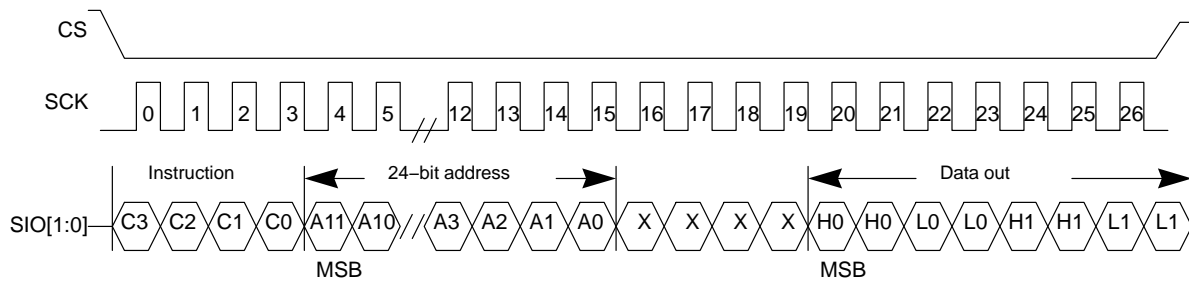 CS
SCK
0 1 2 3 4 5 12 13 14 15 16 17 18 19 20 21 22 23 24 25 26
Instruction 24−bit address Data out
SIO[1:0] C3 C2 C1 C0 A11 A10 A3 A2 A1 A0 X X X X H0 H0 L0 L0 H1 H1 L1 L1
MSB MSB